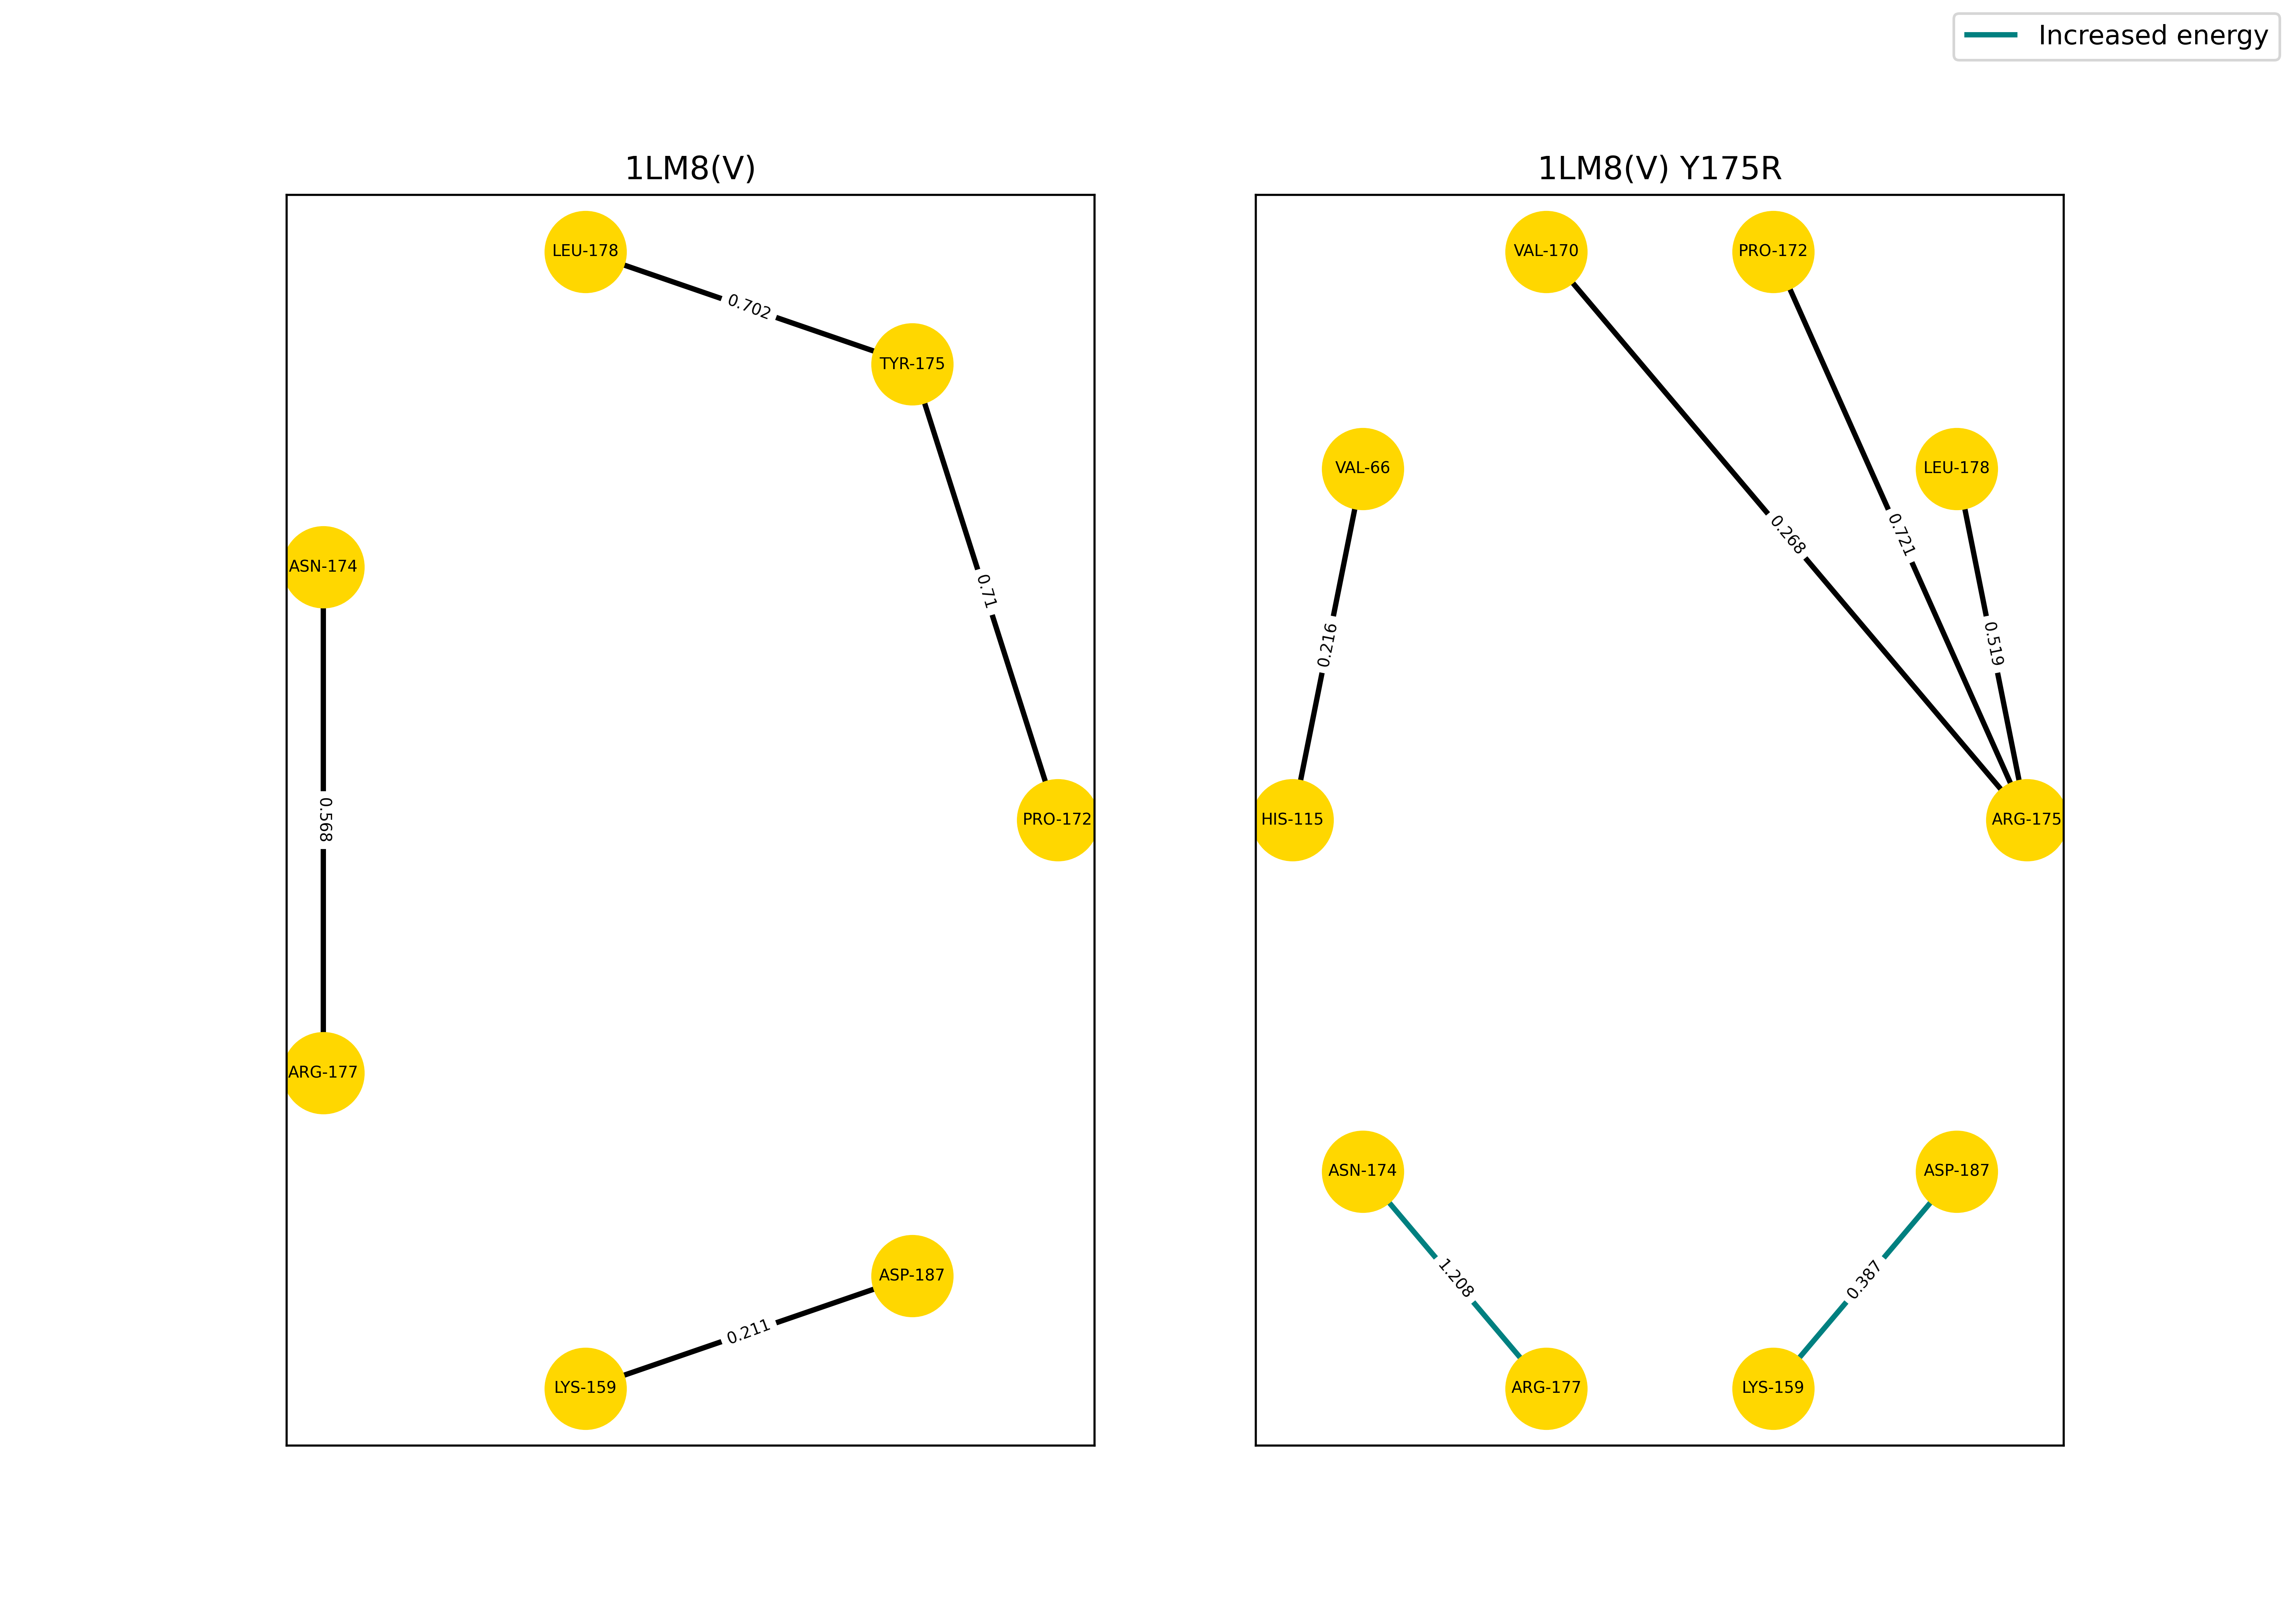 Increased energy
1LM8(V)
LEU-178
0.702
TYR-175
0.71
ASN-174
0.568
PRO-172
ARG-177
ASP-187
0.211
LYS-159
1LM8(V) Y175R
VAL-170
PRO-172
VAL-66
LEU-178
0.268
0.721
0.216
0.519
HIS-115
ARG-175
ASN-174
ASP-187
1.208
0.387
ARG-177
LYS-159